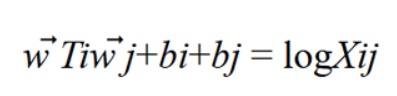 w⃗ Tiw⃗ j+bi+bj = logXij